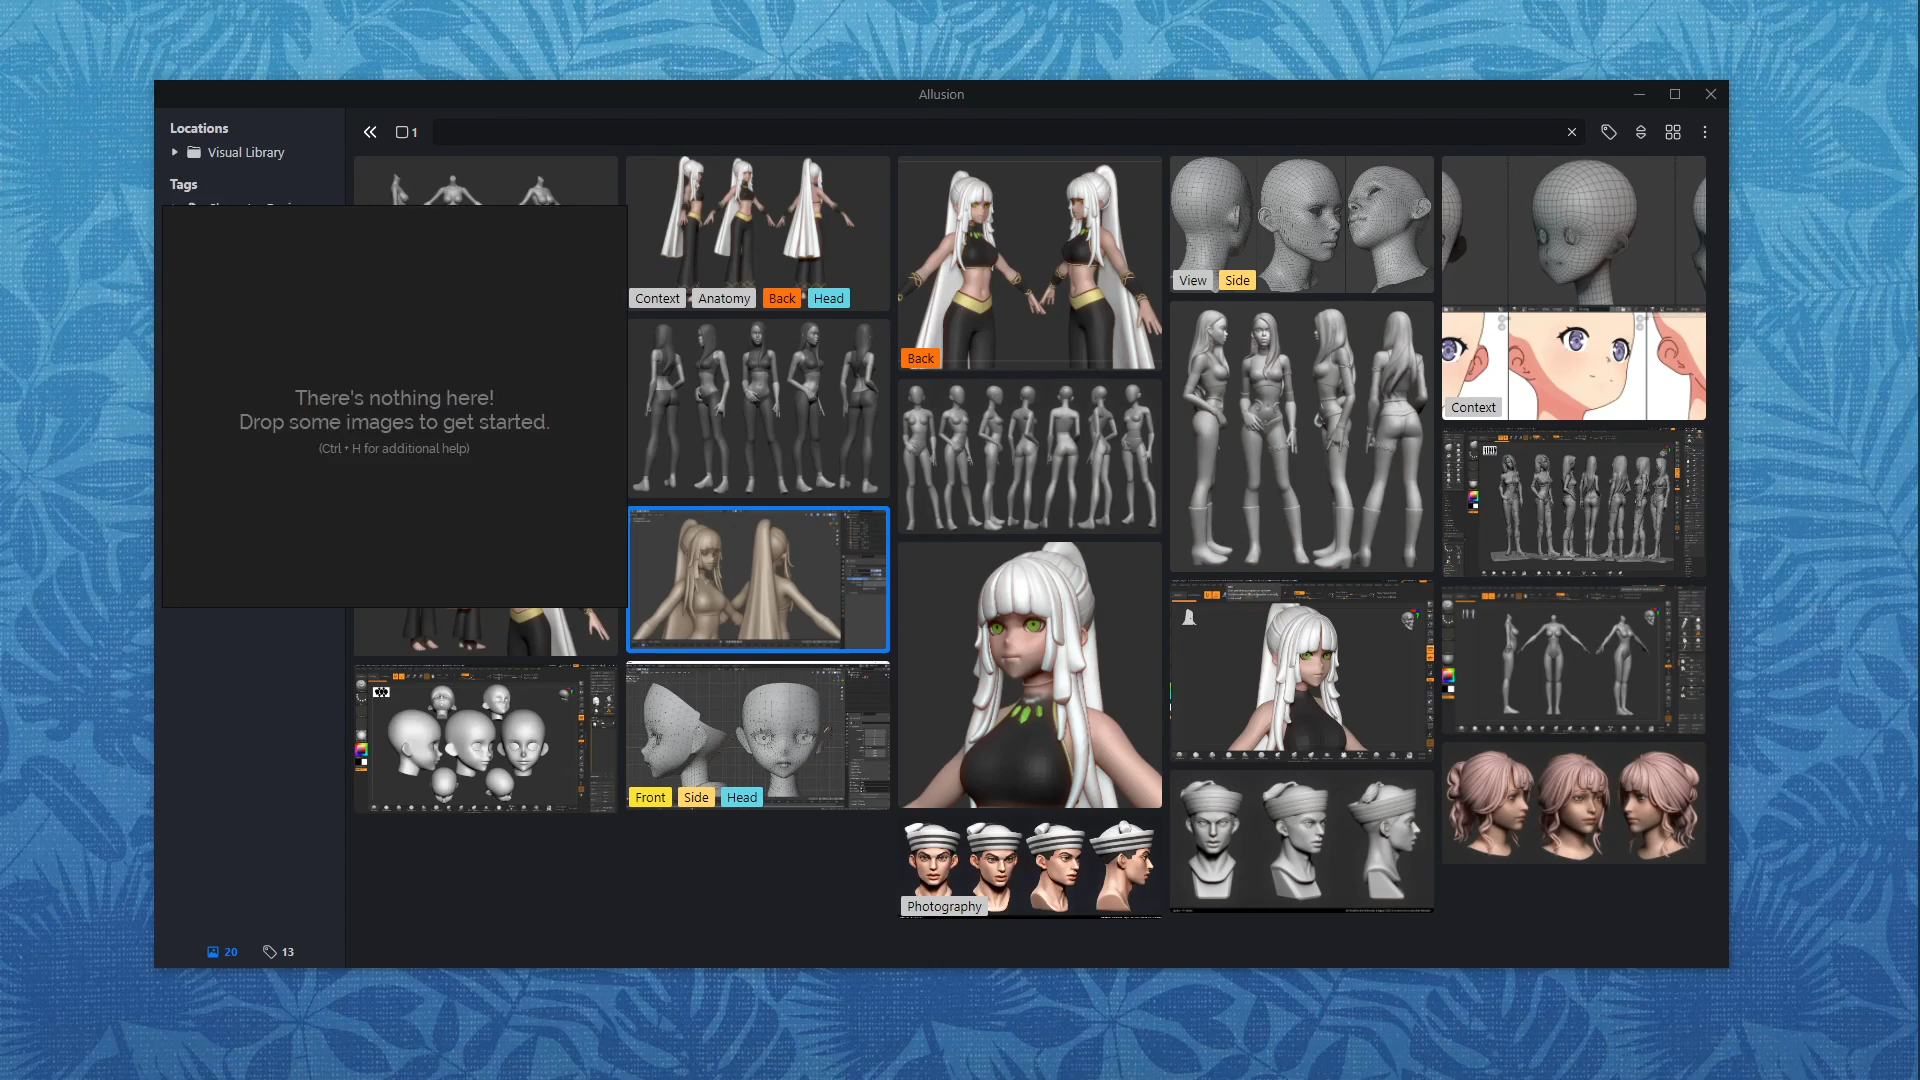 Allusion
Locations
Visual Library
Tags
1
Context Anatomy Back Head
Back
View Side
Context
There's nothing here!
Drop some images to get started.
(Ctrl + H for additional help)
Front Side Head
Photography
20
13